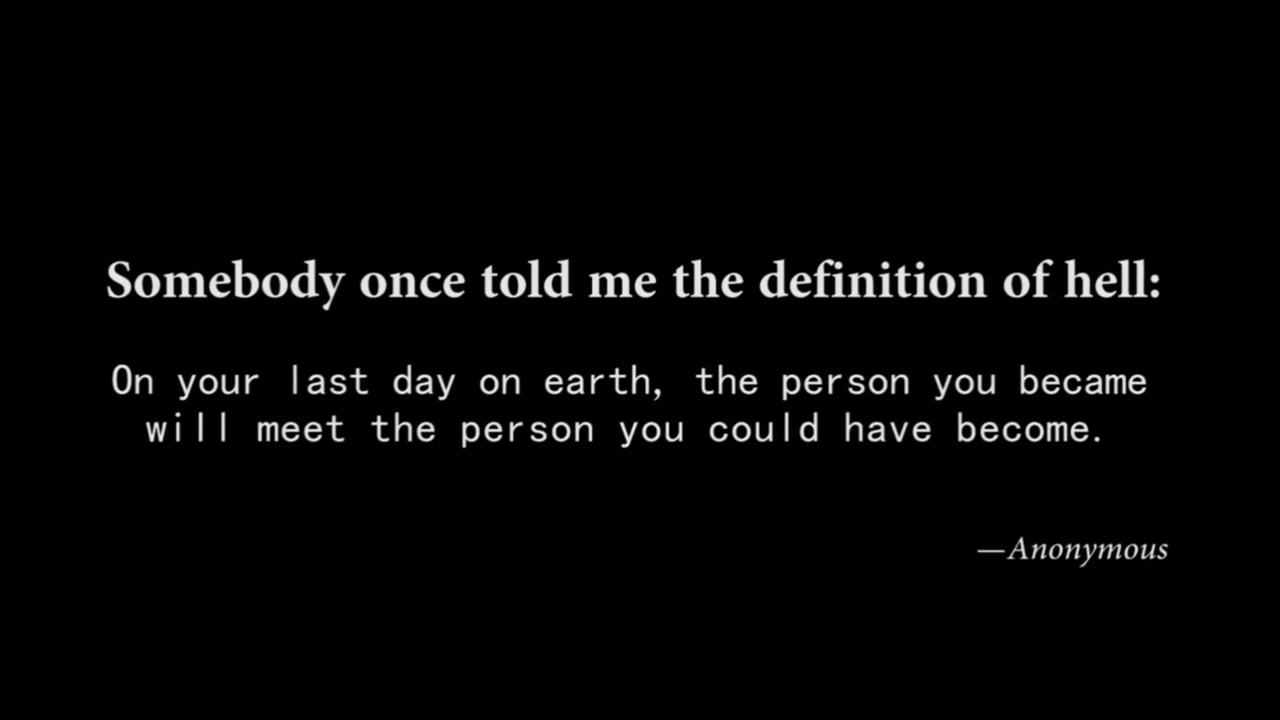 Somebody once told me the definition of hell:
On your last day on earth, the person you became
will meet the person you could have become.
—Anonymous